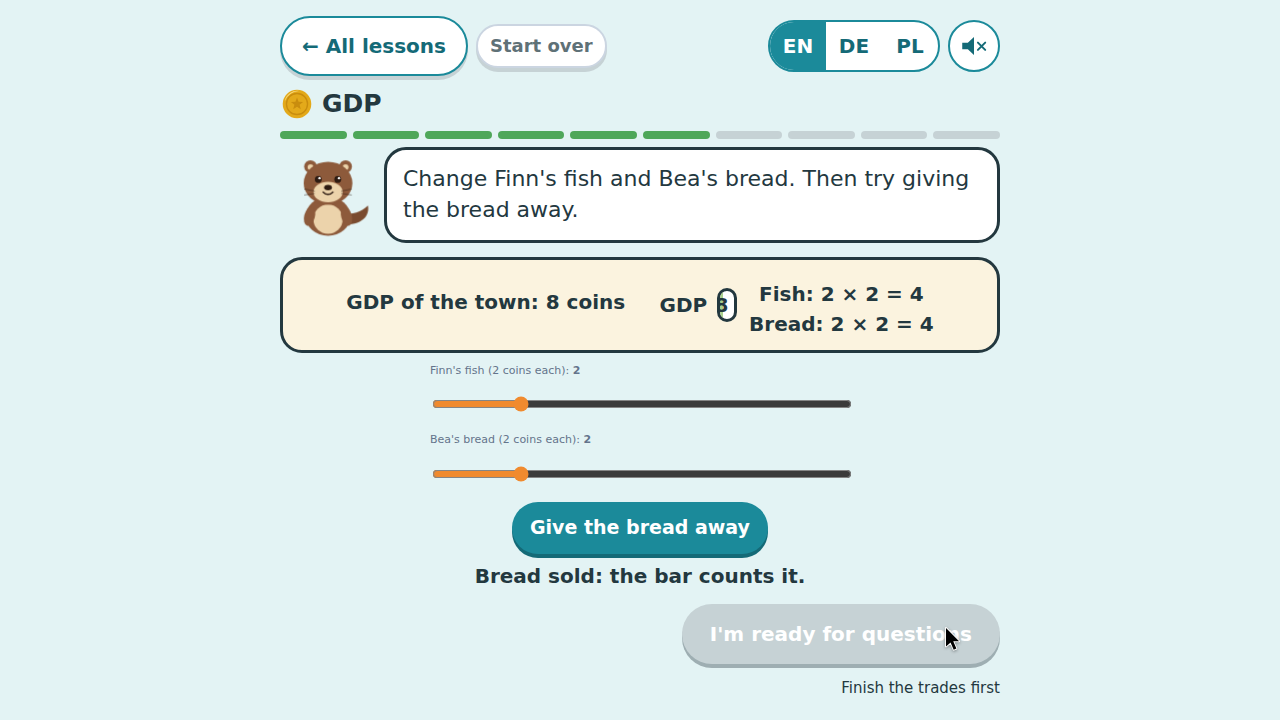 ← All lessons
Start over
EN DE PL
GDP
Change Finn's fish and Bea's bread. Then try giving
the bread away.
GDP of the town: 8 coins
GDP 8
Fish: 2 × 2 = 4
Bread: 2 × 2 = 4
Finn's fish (2 coins each): 2
Bea's bread (2 coins each): 2
Give the bread away
Bread sold: the bar counts it.
I'm ready for questions
Finish the trades first